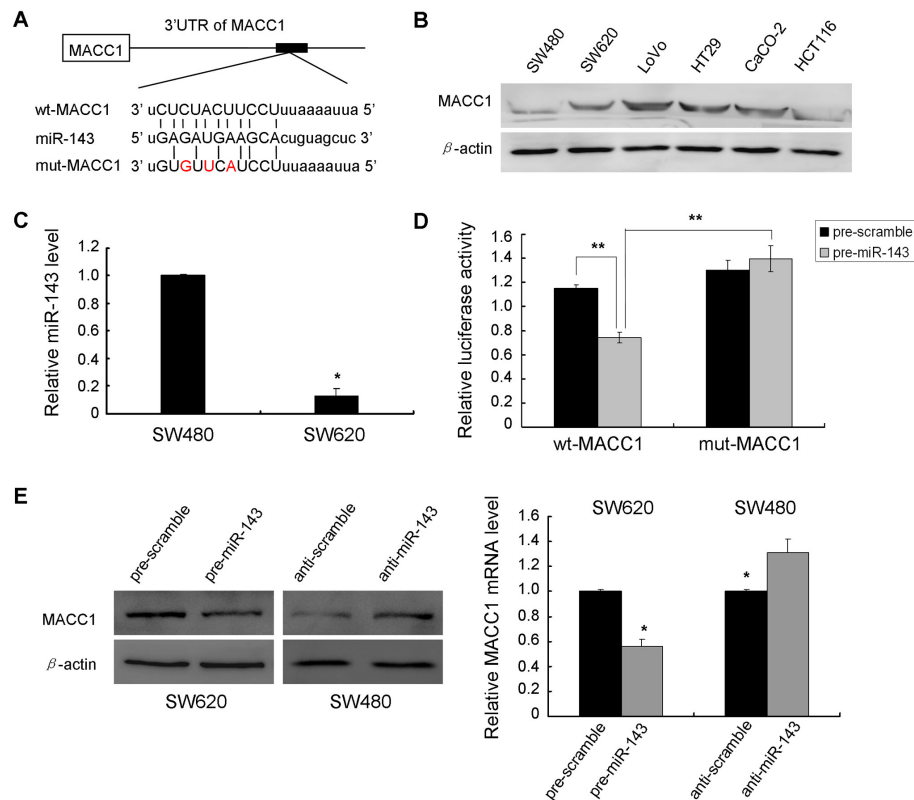 A
3'UTR of MACC1
MACC1
wt-MACC1 3' uCUCUACUUCCUuuaaaauua 5'
miR-143 5' uGAGAUGAAGCAcuguagcuc 3'
mut-MACC1 3' uGUGUUCAUCCUuuaaaauua 5'
B
SW480 SW620 LoVo HT29 CaCO-2 HCT116
MACC1
β-actin
C
Relative miR-143 level
1.2
1.0
0.8
0.6
0.4
0.2
0
*
SW480 SW620
D
Relative luciferase activity
1.6
1.4
1.2
1.0
0.8
0.6
0.4
0.2
0
**
**
pre-scramble
pre-miR-143
wt-MACC1 mut-MACC1
E
pre-scramble pre-miR-143 anti-scramble anti-miR-143
MACC1
β-actin
SW620 SW480
Relative MACC1 mRNA level
SW620 SW480
1.6
1.4
1.2
1.0
0.8
0.6
0.4
0.2
0
*
*
pre-scramble pre-miR-143 anti-scramble anti-miR-143